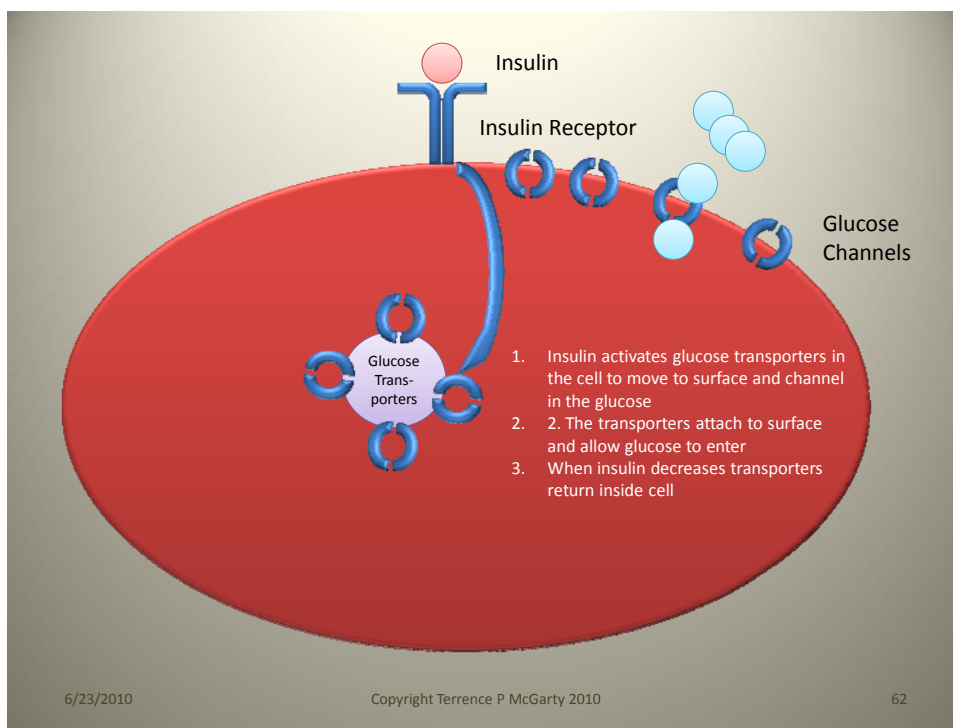 Insulin
Insulin Receptor
Glucose
Channels
Glucose
Trans-
porters
1. Insulin activates glucose transporters in
the cell to move to surface and channel
in the glucose
2. 2. The transporters attach to surface
and allow glucose to enter
3. When insulin decreases transporters
return inside cell
6/23/2010
Copyright Terrence P McGarty 2010
62